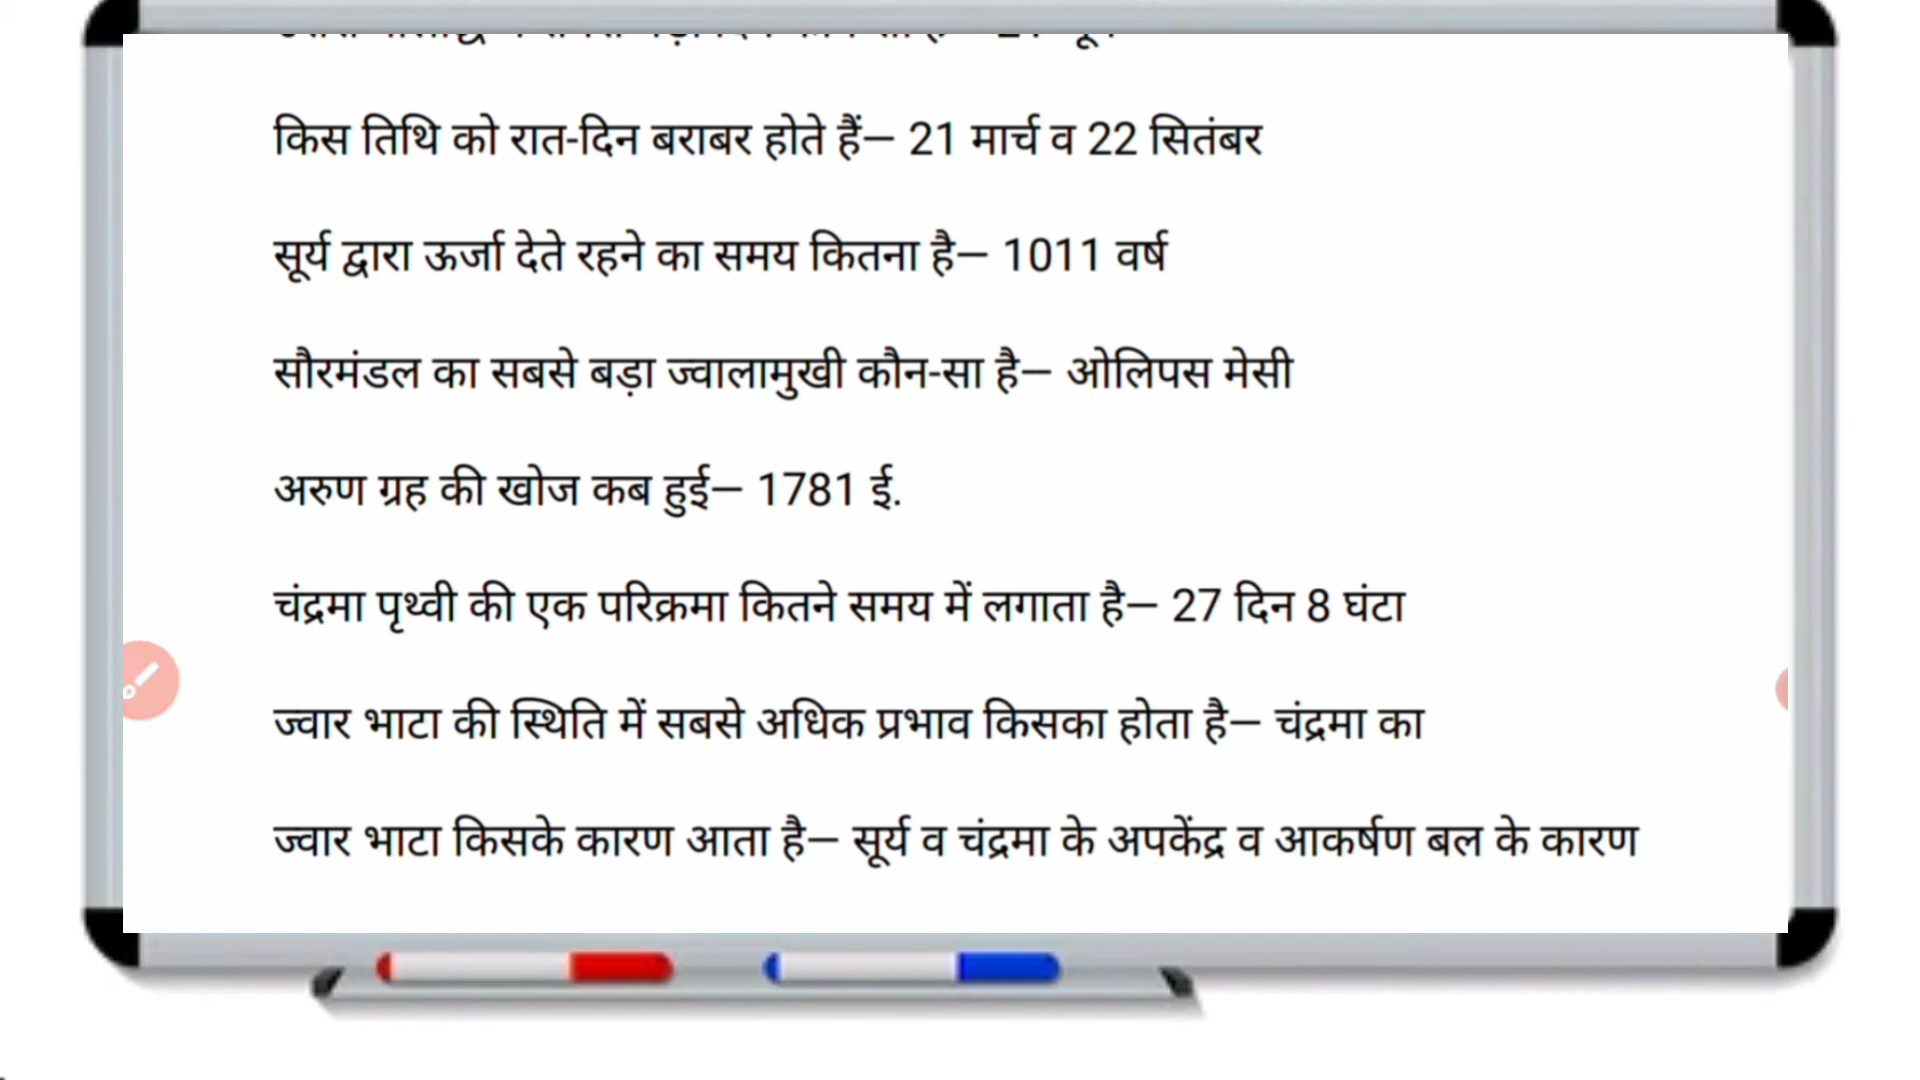 किस तिथि को रात-दिन बराबर होते हैं— 21 मार्च व 22 सितंबर
सूर्य द्वारा ऊर्जा देते रहने का समय कितना है— 1011 वर्ष
सौरमंडल का सबसे बड़ा ज्वालामुखी कौन-सा है— ओलिपस मेसी
अरुण ग्रह की खोज कब हुई— 1781 ई.
चंद्रमा पृथ्वी की एक परिक्रमा कितने समय में लगाता है— 27 दिन 8 घंटा
ज्वार भाटा की स्थिति में सबसे अधिक प्रभाव किसका होता है— चंद्रमा का
ज्वार भाटा किसके कारण आता है— सूर्य व चंद्रमा के अपकेंद्र व आकर्षण बल के कारण